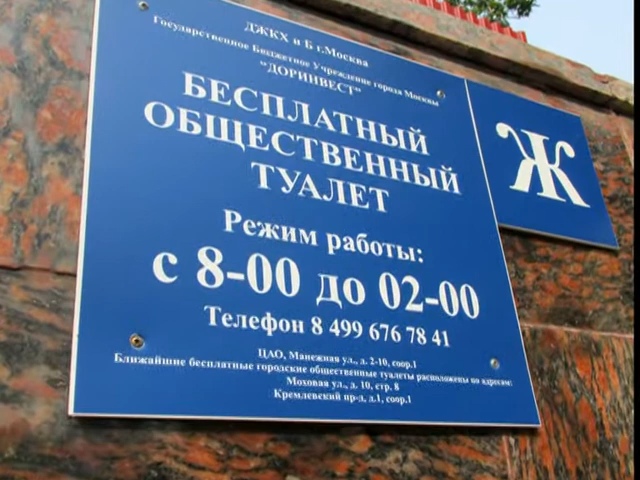 ДЖКХ и Б г.Москва
Государственное Бюджетное Учреждение города Москвы
"ДОРИНВЕСТ"
БЕСПЛАТНЫЙ
ОБЩЕСТВЕННЫЙ
ТУАЛЕТ
Режим работы:
с 8-00 до 02-00
Телефон 8 499 676 78 41
ЦАО, Манежная ул., д. 2-10, соор.1
Ближайшие бесплатные городские общественные туалеты расположены по адресам:
Моховая ул., д. 10, стр. 8
Кремлевский пр-д, д.1, соор.1
Ж